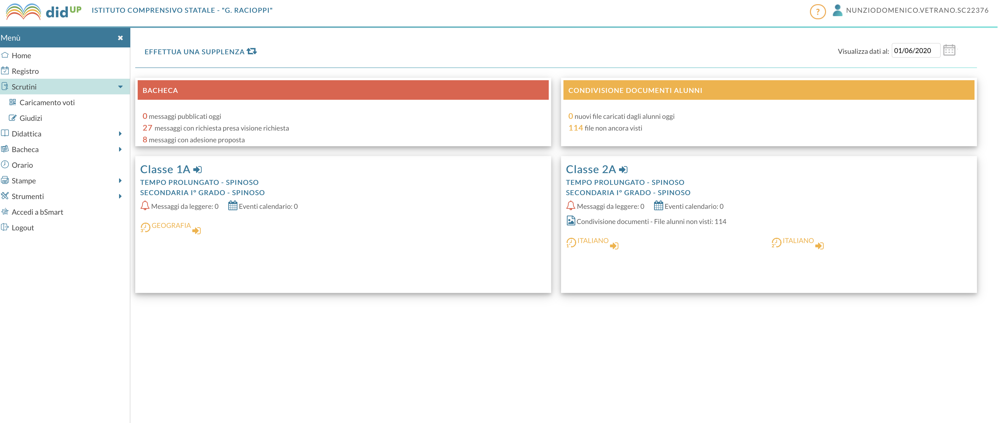 didUP ISTITUTO COMPRENSIVO STATALE - "G. RACIOPPI" ? NUNZIODOMENICO.VETRANO.SC22376
Menù
Home
Registro
Scrutini
Caricamento voti
Giudizi
Didattica
Bacheca
Orario
Stampe
Strumenti
Accedi a bSmart
Logout
EFFETTUA UNA SUPPLENZA
Visualizza dati al: 01/06/2020
BACHECA
0 messaggi pubblicati oggi
27 messaggi con richiesta presa visione richiesta
8 messaggi con adesione proposta
CONDIVISIONE DOCUMENTI ALUNNI
0 nuovi file caricati dagli alunni oggi
114 file non ancora visti
Classe 1A
TEMPO PROLUNGATO - SPINOSO
SECONDARIA I° GRADO - SPINOSO
Messaggi da leggere: 0 Eventi calendario: 0
3° GEOGRAFIA
Classe 2A
TEMPO PROLUNGATO - SPINOSO
SECONDARIA I° GRADO - SPINOSO
Messaggi da leggere: 0 Eventi calendario: 0
Condivisione documenti - File alunni non visti: 114
1° ITALIANO 2° ITALIANO